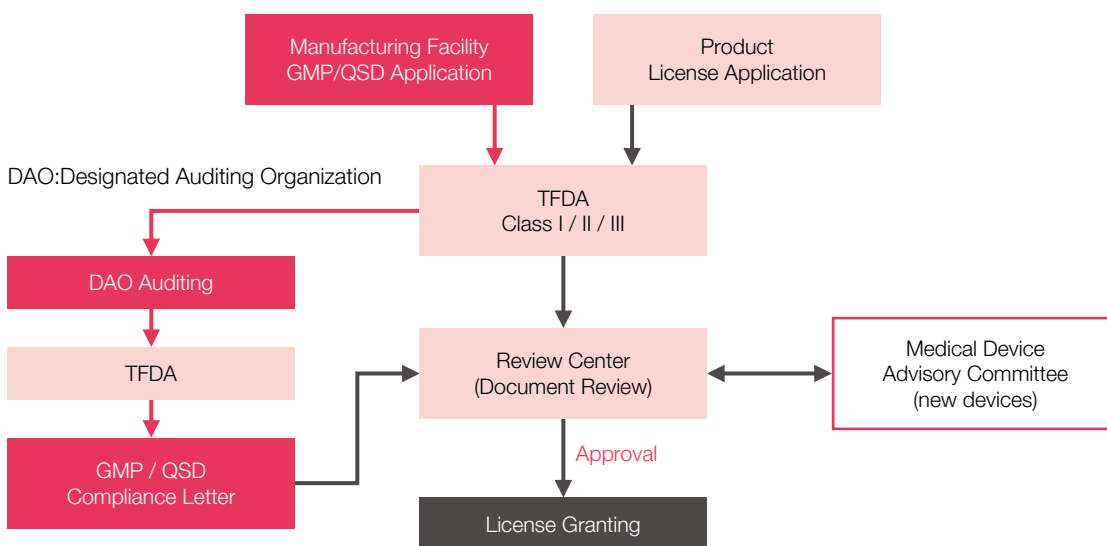 Manufacturing Facility
GMP/QSD Application
Product
License Application
DAO:Designated Auditing Organization
TFDA
Class I / II / III
DAO Auditing
TFDA
GMP / QSD
Compliance Letter
Review Center
(Document Review)
Medical Device
Advisory Committee
(new devices)
Approval
License Granting